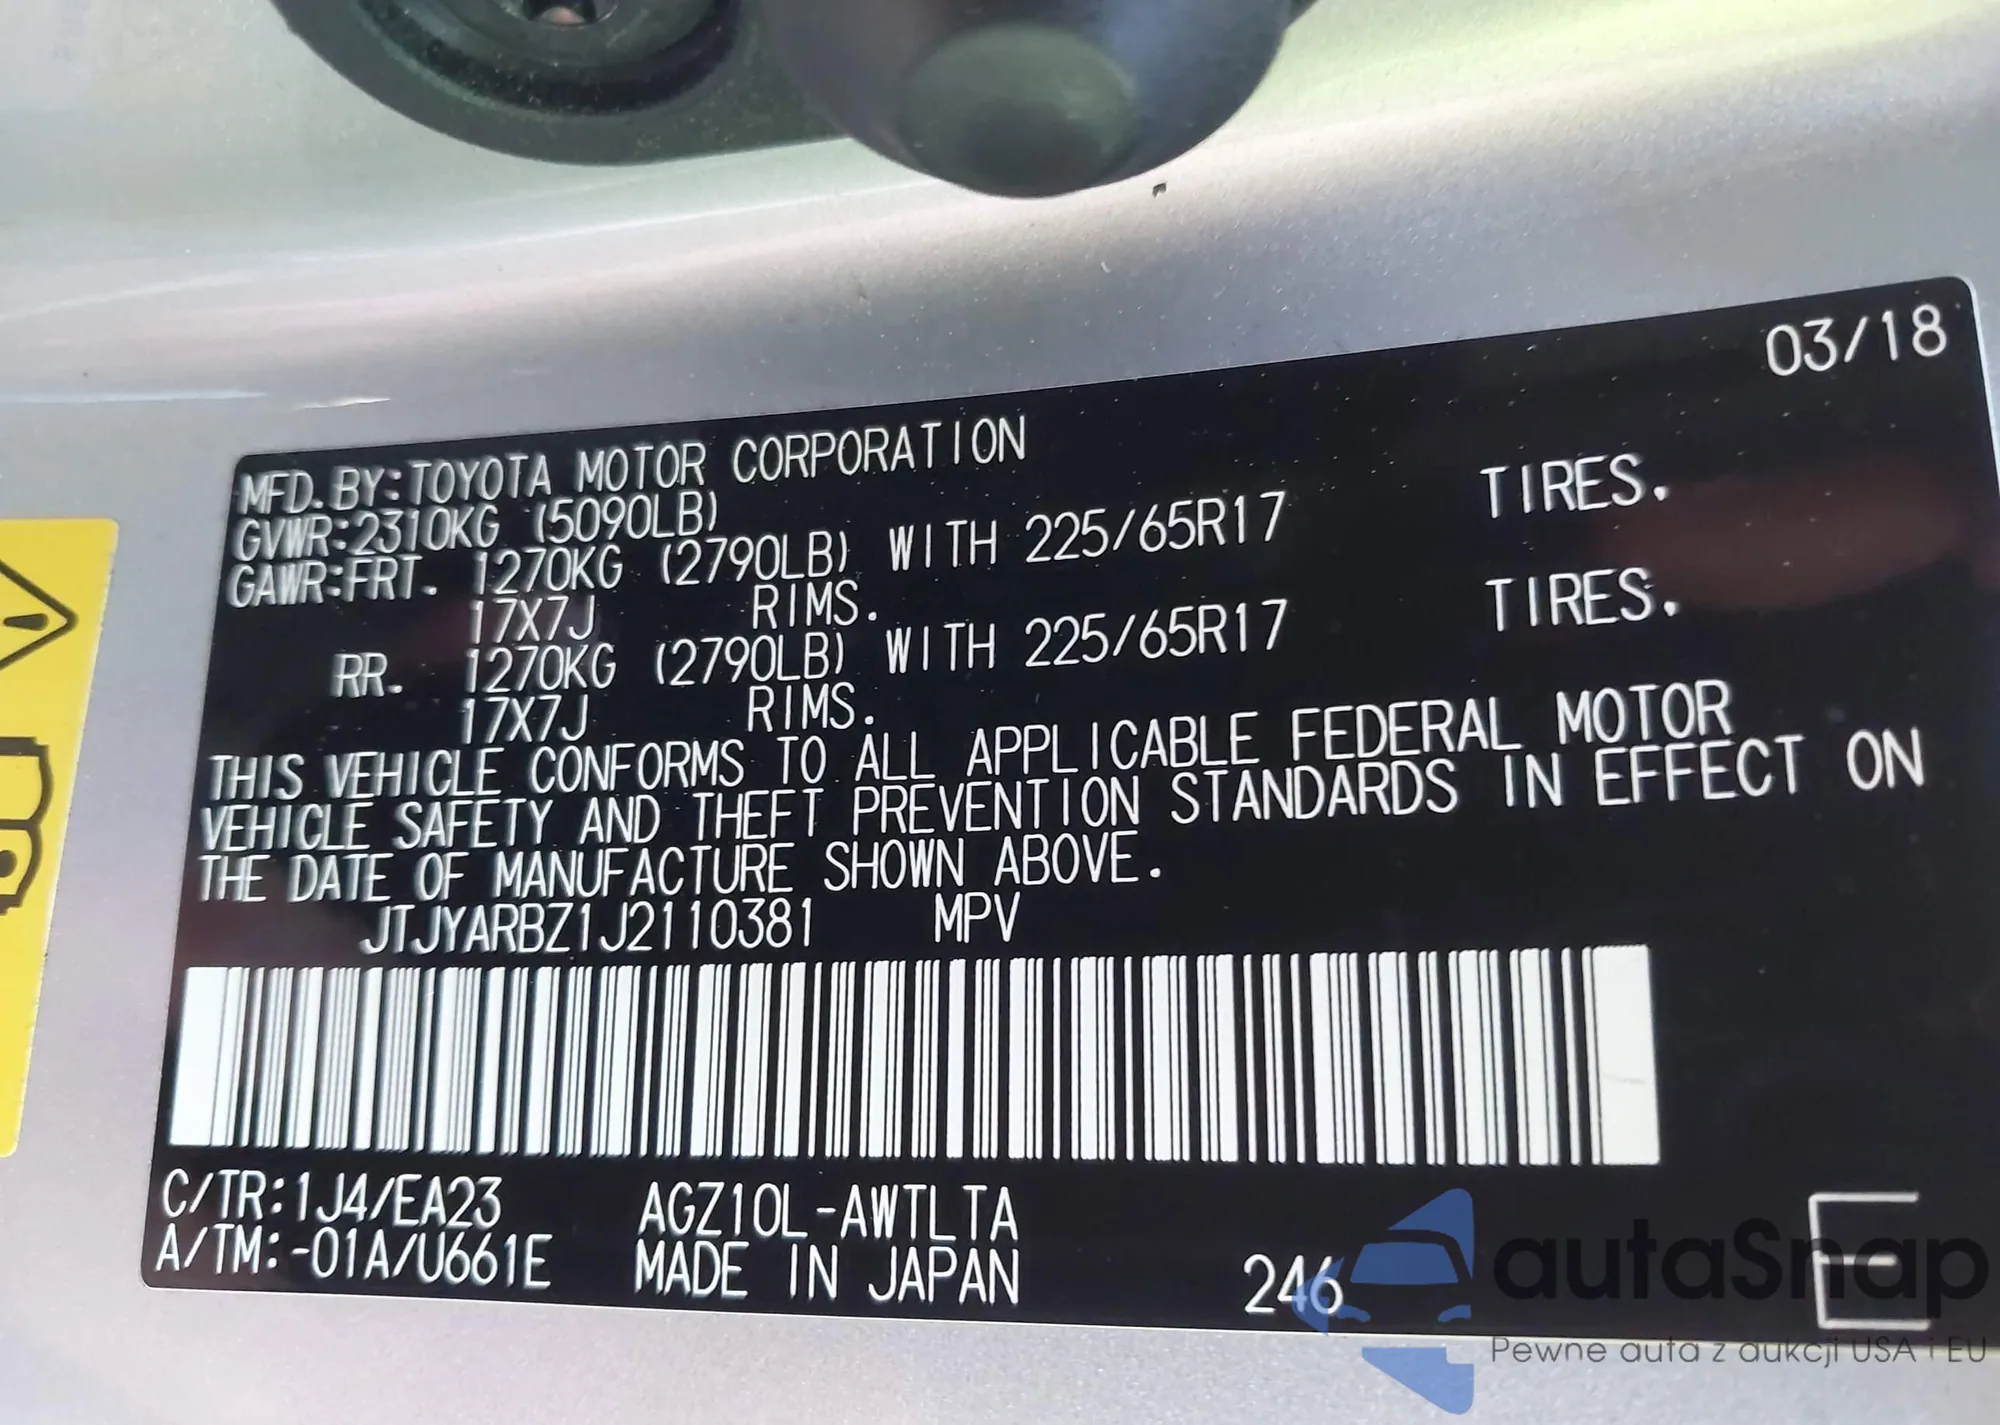 03/18
MFD.BY:TOYOTA MOTOR CORPORATION
GVWR:2310KG (5090LB)
GAWR:FRT. 1270KG (2790LB) WITH 225/65R17 TIRES.
17X7J RIMS.
RR. 1270KG (2790LB) WITH 225/65R17 TIRES.
17X7J RIMS.
THIS VEHICLE CONFORMS TO ALL APPLICABLE FEDERAL MOTOR
VEHICLE SAFETY AND THEFT PREVENTION STANDARDS IN EFFECT ON
THE DATE OF MANUFACTURE SHOWN ABOVE.
JTJYARBZ1J2110381 MPV
C/TR:1J4/EA23 AGZ10L-AWTLTA
A/TM:-01A/U661E MADE IN JAPAN 246 E
autaSnap
Pewne auta z aukcji USA i EU